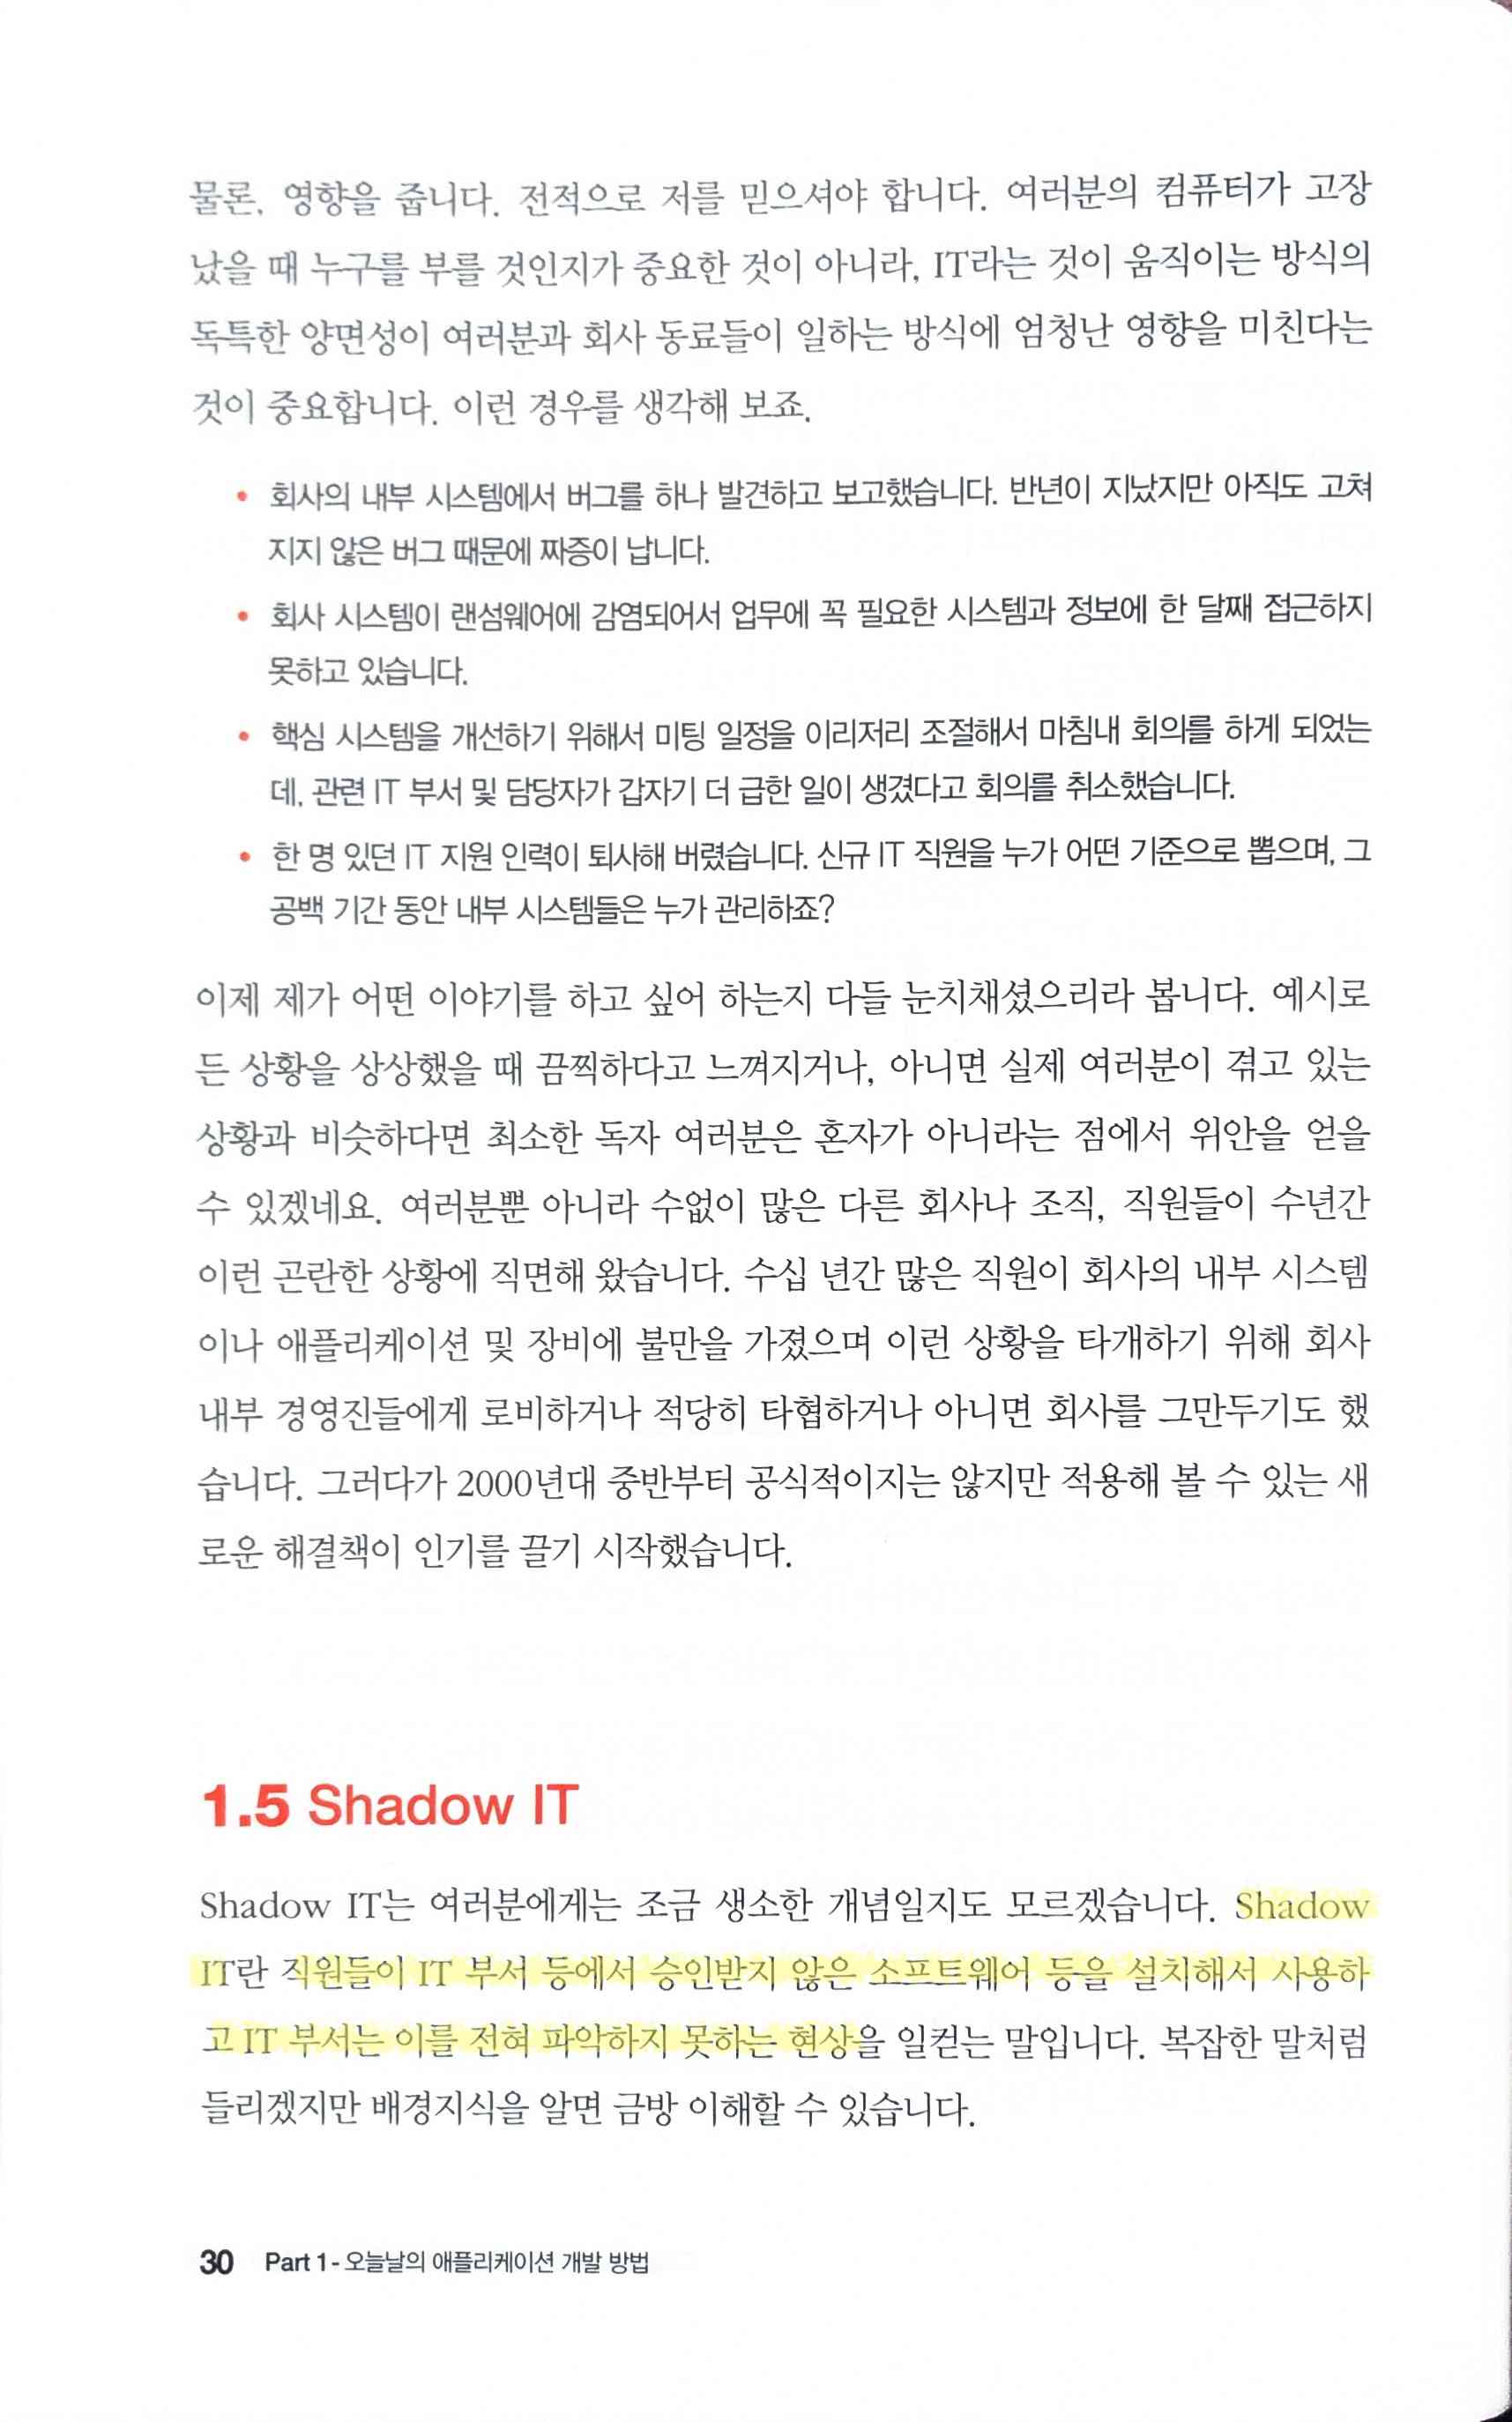 물론, 영향을 줍니다. 전적으로 저를 믿으셔야 합니다. 여러분의 컴퓨터가 고장
났을 때 누구를 부를 것인지가 중요한 것이 아니라, IT라는 것이 움직이는 방식의
독특한 양면성이 여러분과 회사 동료들이 일하는 방식에 엄청난 영향을 미친다는
것이 중요합니다. 이런 경우를 생각해 보죠.
• 회사의 내부 시스템에서 버그를 하나 발견하고 보고했습니다. 반년이 지났지만 아직도 고쳐
지지 않은 버그 때문에 짜증이 납니다.
• 회사 시스템이 랜섬웨어에 감염되어서 업무에 꼭 필요한 시스템과 정보에 한 달째 접근하지
못하고 있습니다.
• 핵심 시스템을 개선하기 위해서 미팅 일정을 이리저리 조절해서 마침내 회의를 하게 되었는
데, 관련 IT 부서 및 담당자가 갑자기 더 급한 일이 생겼다고 회의를 취소했습니다.
• 한 명 있던 IT 지원 인력이 퇴사해 버렸습니다. 신규 IT 직원을 누가 어떤 기준으로 뽑으며, 그
공백 기간 동안 내부 시스템들은 누가 관리하죠?
이제 제가 어떤 이야기를 하고 싶어 하는지 다들 눈치채셨으리라 봅니다. 예시로
든 상황을 상상했을 때 끔찍하다고 느껴지거나, 아니면 실제 여러분이 겪고 있는
상황과 비슷하다면 최소한 독자 여러분은 혼자가 아니라는 점에서 위안을 얻을
수 있겠네요. 여러분뿐 아니라 수없이 많은 다른 회사나 조직, 직원들이 수년간
이런 곤란한 상황에 직면해 왔습니다. 수십 년간 많은 직원이 회사의 내부 시스템
이나 애플리케이션 및 장비에 불만을 가졌으며 이런 상황을 타개하기 위해 회사
내부 경영진들에게 로비하거나 적당히 타협하거나 아니면 회사를 그만두기도 했
습니다. 그러다가 2000년대 중반부터 공식적이지는 않지만 적용해 볼 수 있는 새
로운 해결책이 인기를 끌기 시작했습니다.
1.5 Shadow IT
Shadow IT는 여러분에게는 조금 생소한 개념일지도 모르겠습니다. Shadow
IT란 직원들이 IT 부서 등에서 승인받지 않은 소프트웨어 등을 설치해서 사용하
고 IT 부서는 이를 전혀 파악하지 못하는 현상을 일컫는 말입니다. 복잡한 말처럼
들리겠지만 배경지식을 알면 금방 이해할 수 있습니다.
30 Part 1 - 오늘날의 애플리케이션 개발 방법